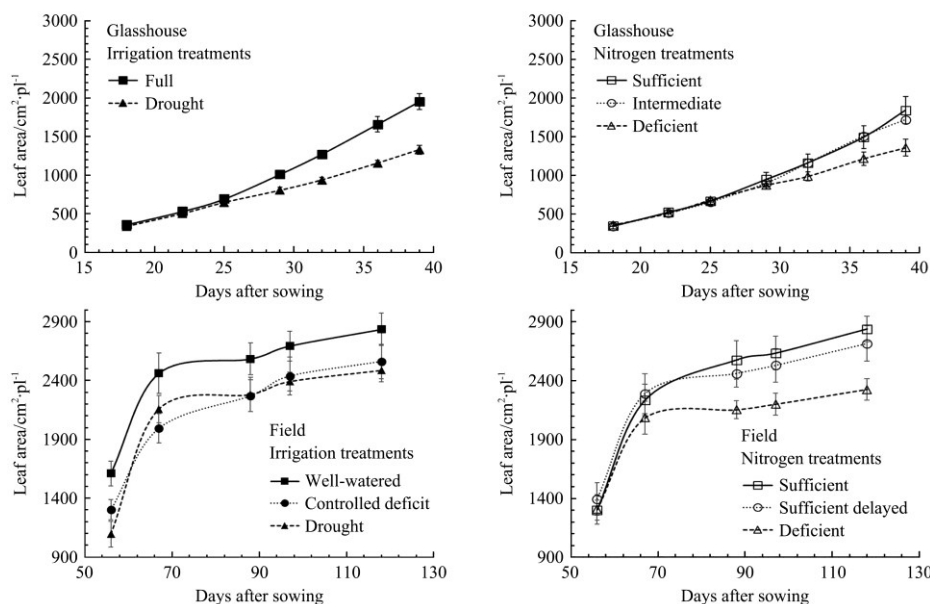 3000
2500
2000
1500
1000
500
0
Leaf area/cm²·pl⁻¹
Glasshouse
Irrigation treatments
Full
Drought
15 20 25 30 35 40
Days after sowing
3000
2500
2000
1500
1000
500
0
Leaf area/cm²·pl⁻¹
Glasshouse
Nitrogen treatments
Sufficient
Intermediate
Deficient
15 20 25 30 35 40
Days after sowing
2900
2400
1900
1400
900
Leaf area/cm²·pl⁻¹
Field
Irrigation treatments
Well-watered
Controlled deficit
Drought
50 70 90 110 130
Days after sowing
2900
2400
1900
1400
900
Leaf area/cm²·pl⁻¹
Field
Nitrogen treatments
Sufficient
Sufficient delayed
Deficient
50 70 90 110 130
Days after sowing